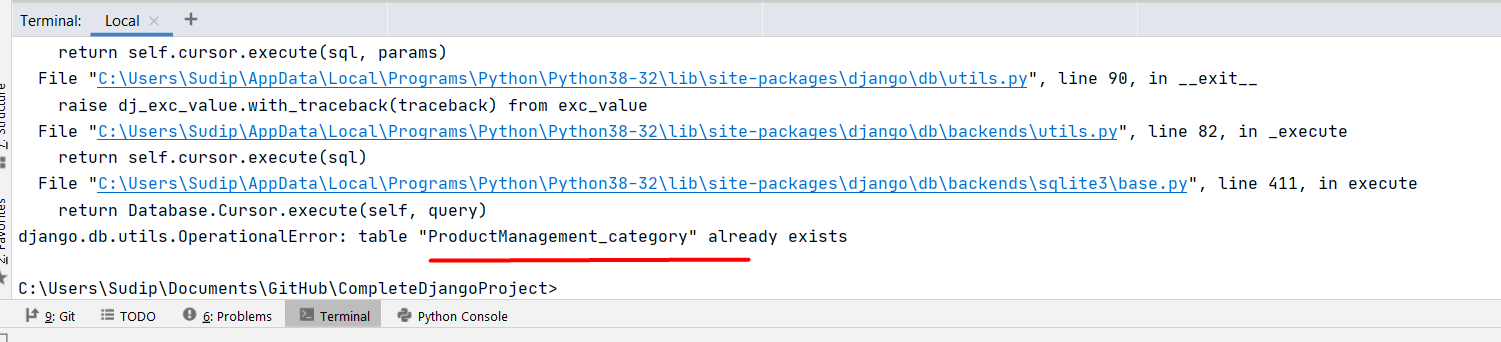 Terminal: Local × +
return self.cursor.execute(sql, params)
File "C:\Users\Sudip\AppData\Local\Programs\Python\Python38-32\lib\site-packages\django\db\utils.py", line 90, in __exit__
raise dj_exc_value.with_traceback(traceback) from exc_value
File "C:\Users\Sudip\AppData\Local\Programs\Python\Python38-32\lib\site-packages\django\db\backends\utils.py", line 82, in _execute
return self.cursor.execute(sql)
File "C:\Users\Sudip\AppData\Local\Programs\Python\Python38-32\lib\site-packages\django\db\backends\sqlite3\base.py", line 411, in execute
return Database.Cursor.execute(self, query)
django.db.utils.OperationalError: table "ProductManagement_category" already exists
C:\Users\Sudip\Documents\GitHub\CompleteDjangoProject>
Structure
2: Favorites
9: Git TODO 6: Problems Terminal Python Console